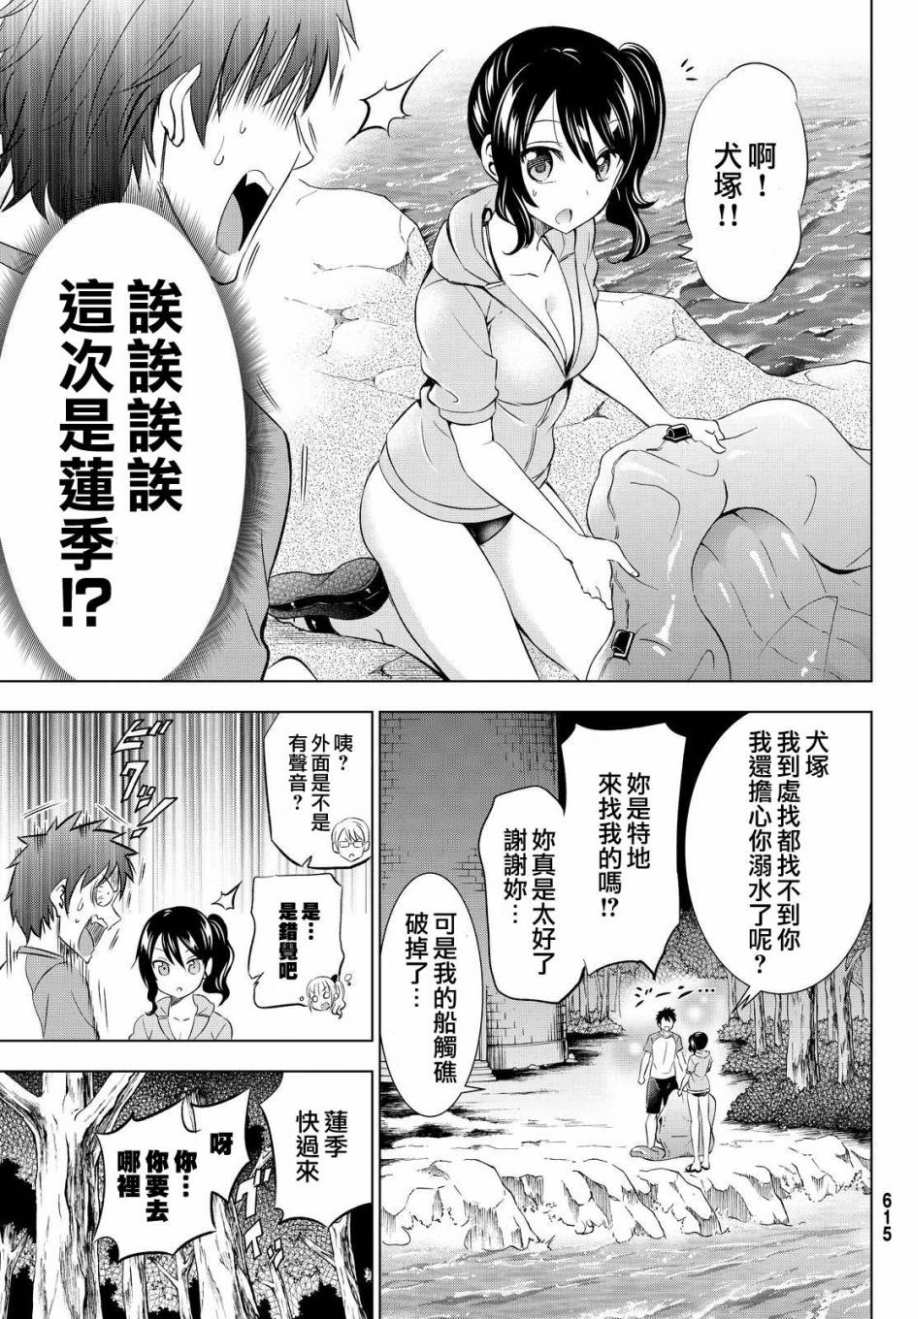 啊！
犬塚!!
誒誒誒誒
這次是蓮季!?
犬塚
我到處找都找不到你
我還擔心你溺水了呢？
妳是特地
來找我的嗎!?
妳真是太好了
謝謝妳…
可是我的船觸礁
破掉了…
咦？
外面是不是
有聲音？
是…
是錯覺吧
ビクッ
蓮季
快過來
呀
你…
你要去
哪裡
615